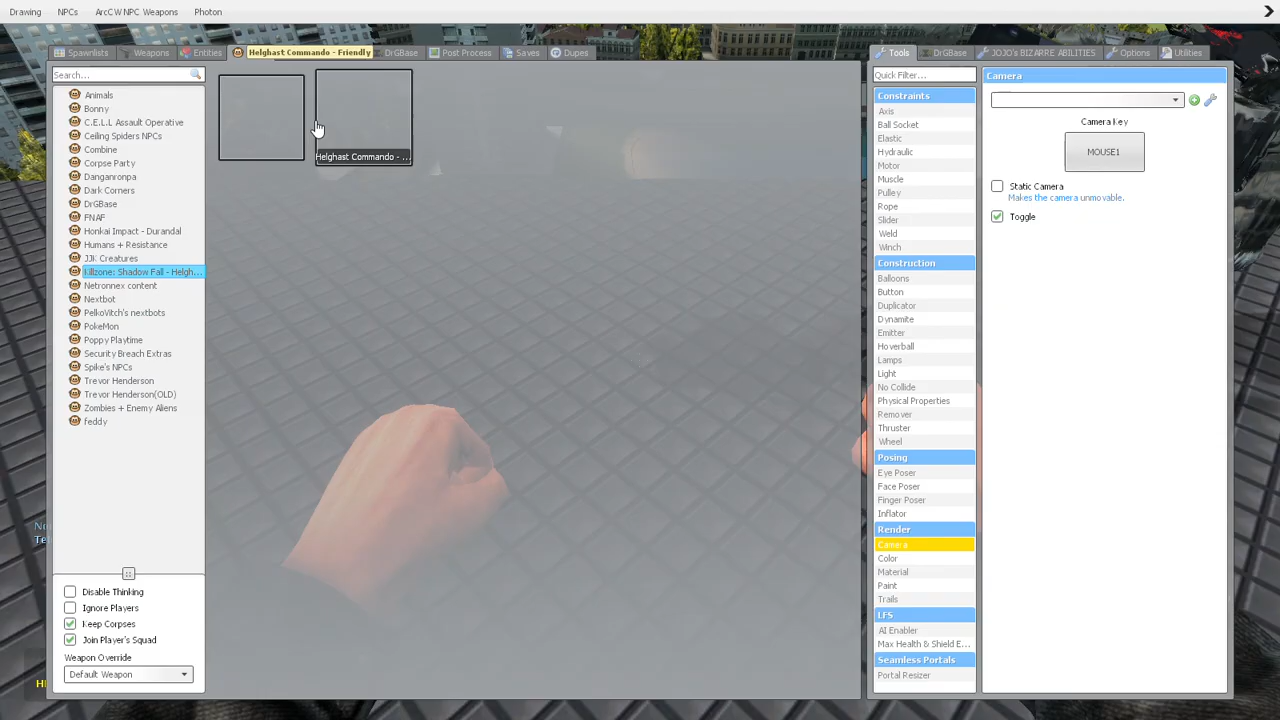 Drawing NPCs ArcCW NPC Weapons Photon
Spawnlists Weapons Entities Helghast Commando - Friendly DrGBase Post Process Saves Dupes
Search...
Animals
Bonny
C.E.L.L Assault Operative
Ceiling Spiders NPCs
Combine
Corpse Party
Danganronpa
Dark Corners
DrGBase
FNAF
Honkai Impact - Durandal
Humans + Resistance
JJK Creatures
Killzone: Shadow Fall - Helgh...
Netronnex content
Nextbot
PelkoVitch's nextbots
PokeMon
Poppy Playtime
Security Breach Extras
Spike's NPCs
Trevor Henderson
Trevor Henderson(OLD)
Zombies + Enemy Aliens
feddy
Disable Thinking
Ignore Players
Keep Corpses
Join Player's Squad
Weapon Override
Default Weapon
Helghast Commando - ...
Tools DrGBase JOJO's BIZARRE ABILITIES Options Utilities
Quick Filter...
Constraints
Axis
Ball Socket
Elastic
Hydraulic
Motor
Muscle
Pulley
Rope
Slider
Weld
Winch
Construction
Balloons
Button
Duplicator
Dynamite
Emitter
Hoverball
Lamps
Light
No Collide
Physical Properties
Remover
Thruster
Wheel
Posing
Eye Poser
Face Poser
Finger Poser
Inflator
Render
Camera
Color
Material
Paint
Trails
LFS
AI Enabler
Max Health & Shield E...
Seamless Portals
Portal Resizer
Camera
Camera Key
MOUSE1
Static Camera
Makes the camera unmovable.
Toggle